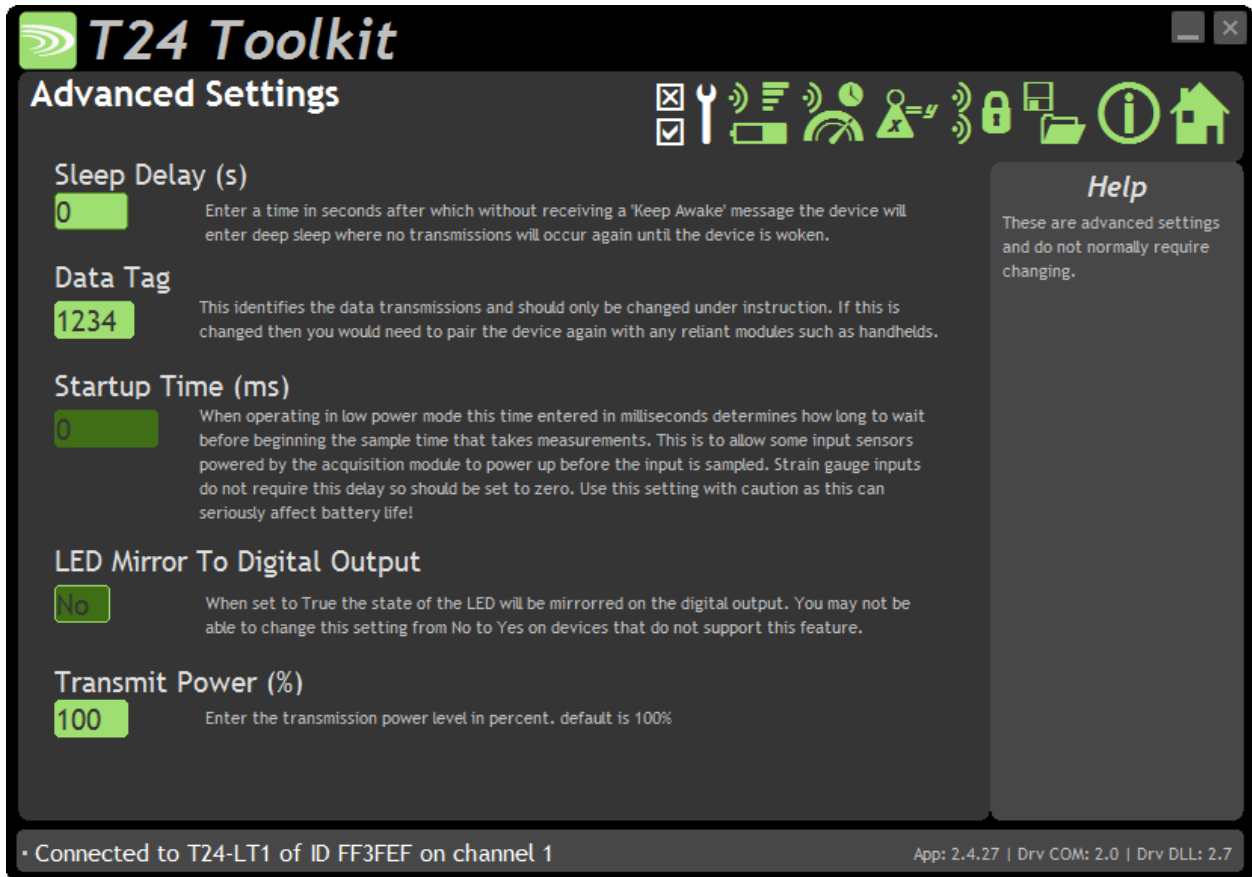 T24 Toolkit
Advanced Settings
x=y
Sleep Delay (s)
0
Enter a time in seconds after which without receiving a 'Keep Awake' message the device will
enter deep sleep where no transmissions will occur again until the device is woken.
Data Tag
1234
This identifies the data transmissions and should only be changed under instruction. If this is
changed then you would need to pair the device again with any reliant modules such as handhelds.
Startup Time (ms)
0
When operating in low power mode this time entered in milliseconds determines how long to wait
before beginning the sample time that takes measurements. This is to allow some input sensors
powered by the acquisition module to power up before the input is sampled. Strain gauge inputs
do not require this delay so should be set to zero. Use this setting with caution as this can
seriously affect battery life!
LED Mirror To Digital Output
No
When set to True the state of the LED will be mirrorred on the digital output. You may not be
able to change this setting from No to Yes on devices that do not support this feature.
Transmit Power (%)
100
Enter the transmission power level in percent. default is 100%
Help
These are advanced settings
and do not normally require
changing.
Connected to T24-LT1 of ID FF3FEF on channel 1
App: 2.4.27 | Drv COM: 2.0 | Drv DLL: 2.7